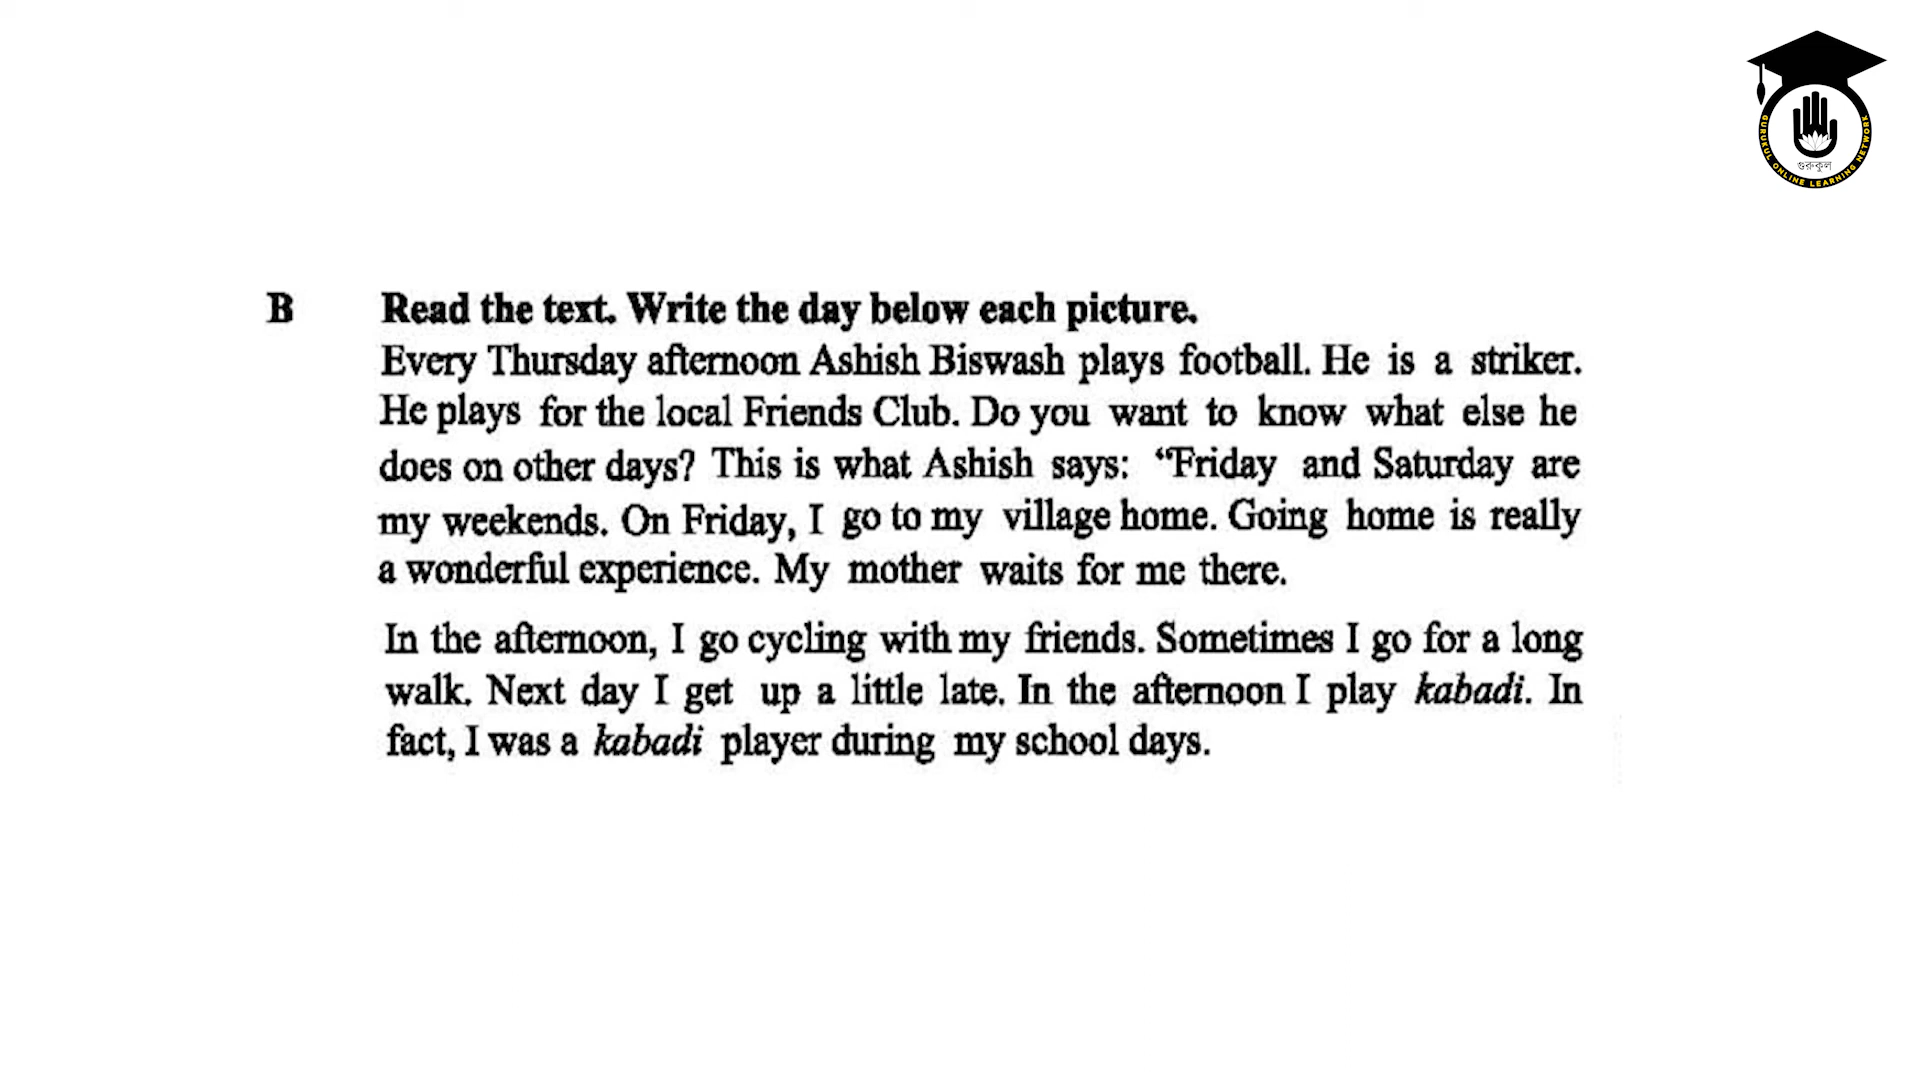 GURUKUL ONLINE LEARNING NETWORK
গুরুকুল
B Read the text. Write the day below each picture.
Every Thursday afternoon Ashish Biswash plays football. He is a striker.
He plays for the local Friends Club. Do you want to know what else he
does on other days? This is what Ashish says: “Friday and Saturday are
my weekends. On Friday, I go to my village home. Going home is really
a wonderful experience. My mother waits for me there.
In the afternoon, I go cycling with my friends. Sometimes I go for a long
walk. Next day I get up a little late. In the afternoon I play kabadi. In
fact, I was a kabadi player during my school days.